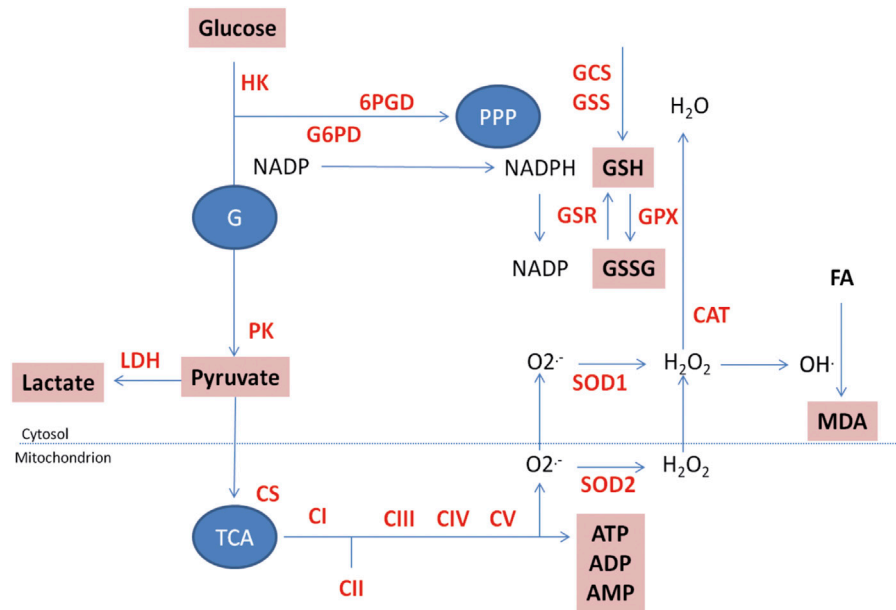 Glucose
HK
GCS
GSS
H₂O
6PGD
PPP
G6PD
NADP
NADPH
GSH
G
GSR
GPX
NADP
GSSG
FA
PK
CAT
LDH
Lactate
Pyruvate
O2·-
SOD1
H₂O₂
OH·
MDA
Cytosol
Mitochondrion
O2·-
SOD2
H₂O₂
CS
TCA
CI
CIII
CIV
CV
CII
ATP
ADP
AMP